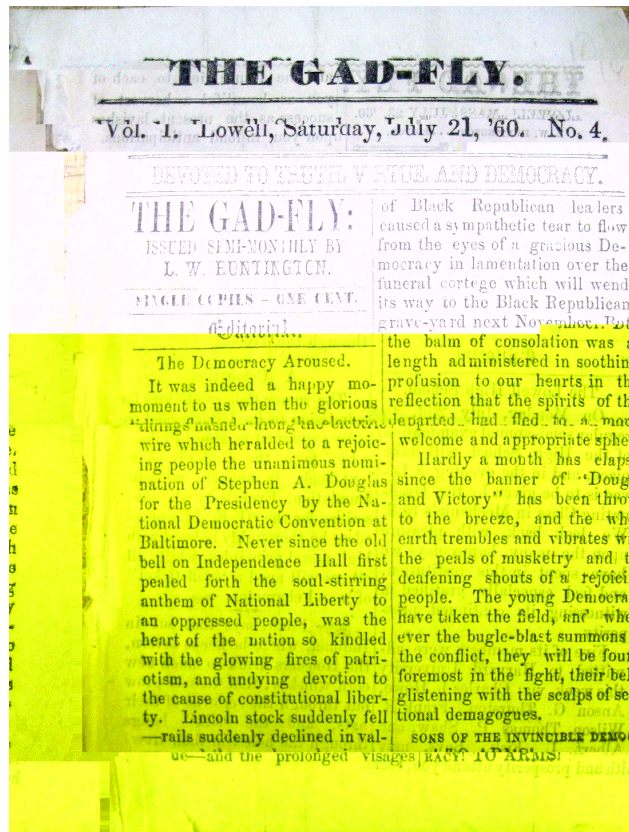 THE GAD-FLY.
Vol. 1. Lowell, Saturday, July 21, '60. No. 4.
DEVOTED TO TRUTH, VIRTUE AND DEMOCRACY.
THE GAD-FLY:
ISSUED SEMI-MONTHLY BY
L. W. HUNTINGTON.
SINGLE COPIES – ONE CENT.
Editorial.
The Democracy Aroused.
It was indeed a happy mo-
moment to us when the glorious
tidings flashed along the electric
wire which heralded to a rejoic-
ing people the unanimous nomi-
nation of Stephen A. Douglas
for the Presidency by the Na-
tional Democratic Convention at
Baltimore. Never since the old
bell on Independence Hall first
pealed forth the soul-stirring
anthem of National Liberty to
an oppressed people, was the
heart of the nation so kindled
with the glowing fires of patri-
otism, and undying devotion to
the cause of constitutional liber-
ty. Lincoln stock suddenly fell
—rails suddenly declined in val-
ue—and the prolonged visages
of Black Republican leaders
caused a sympathetic tear to flow
from the eyes of a gracious De-
mocracy in lamentation over the
funeral cortege which will wend
its way to the Black Republican
grave-yard next November. But
the balm of consolation was a
length administered in soothin
profusion to our hearts in th
reflection that the spirits of th
departed had fled to a mor
welcome and appropriate sphe
Hardly a month has elaps
since the banner of "Doug
and Victory" has been throw
to the breeze, and the wh
earth trembles and vibrates w
the peals of musketry and t
deafening shouts of a rejoici
people. The young Democra
have taken the field, and whe
ever the bugle-blast summons
the conflict, they will be foun
foremost in the fight, their bel
glistening with the scalps of se
tional demagogues.
SONS OF THE INVINCIBLE DEMO
RACY! TO ARMS!